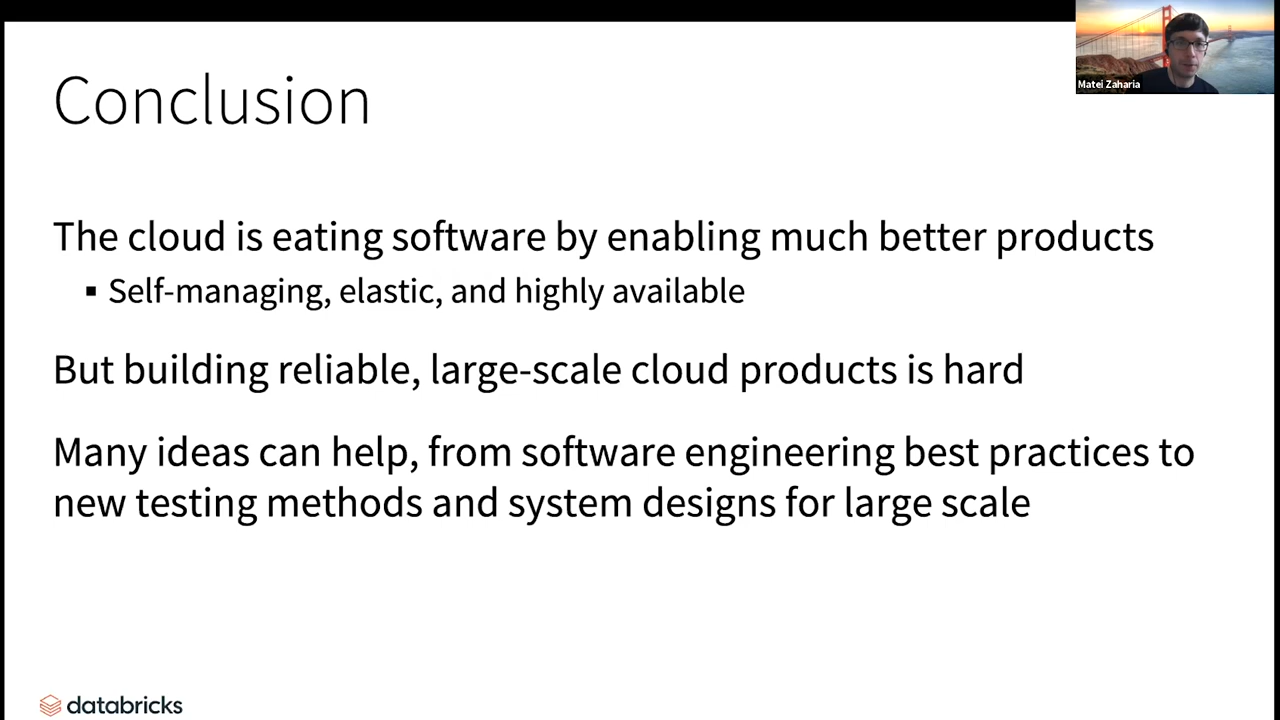 Matei Zaharia
Conclusion
The cloud is eating software by enabling much better products
▪ Self-managing, elastic, and highly available
But building reliable, large-scale cloud products is hard
Many ideas can help, from software engineering best practices to
new testing methods and system designs for large scale
databricks